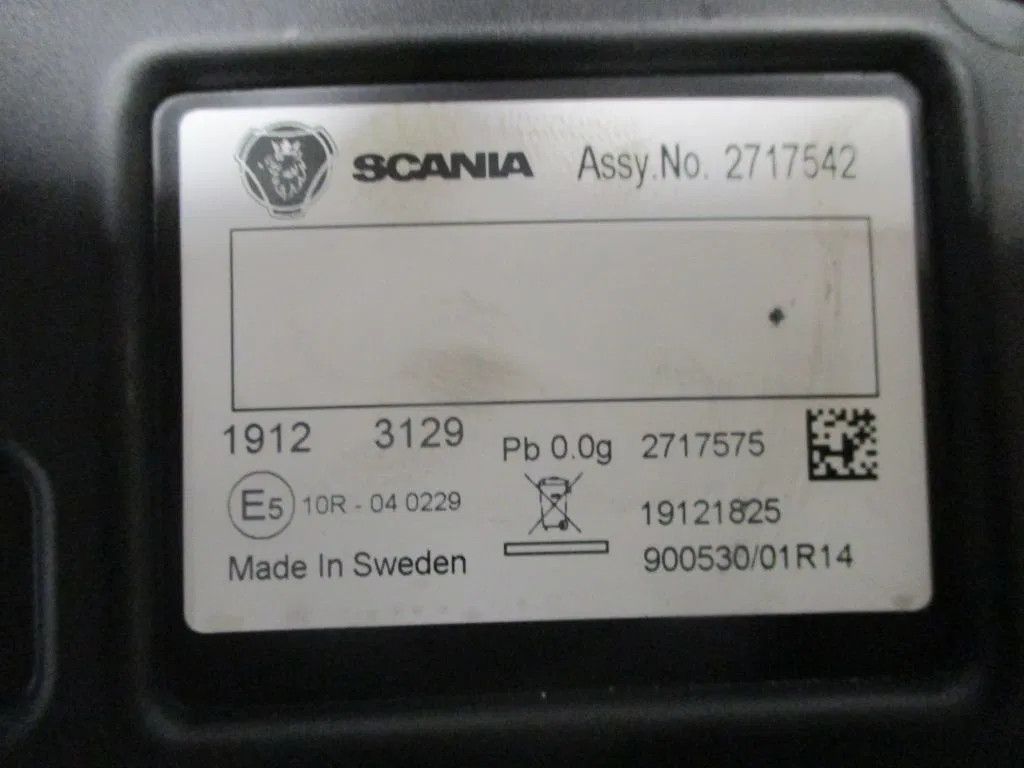 SCANIA Assy.No. 2717542
1912 3129 Pb 0.0g 2717575
E5 10R - 04 0229 19121825
Made In Sweden 900530/01R14